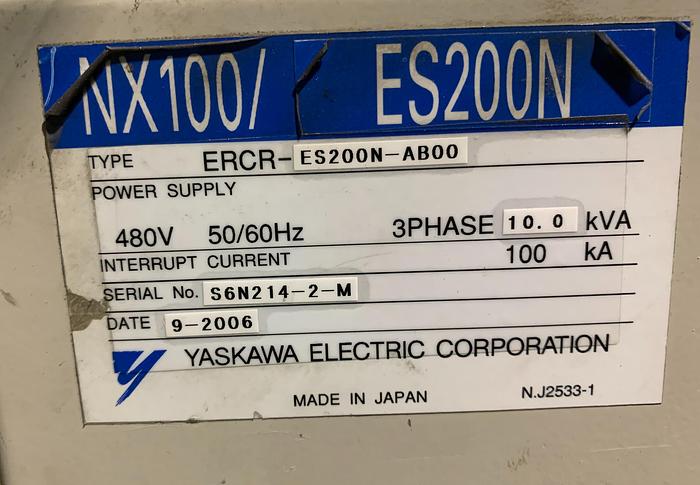 NX100/ ES200N
TYPE ERCR-ES200N-AB00
POWER SUPPLY
480V 50/60Hz 3PHASE 10.0 kVA
INTERRUPT CURRENT 100 kA
SERIAL No. S6N214-2-M
DATE 9-2006
YASKAWA ELECTRIC CORPORATION
MADE IN JAPAN N.J2533-1